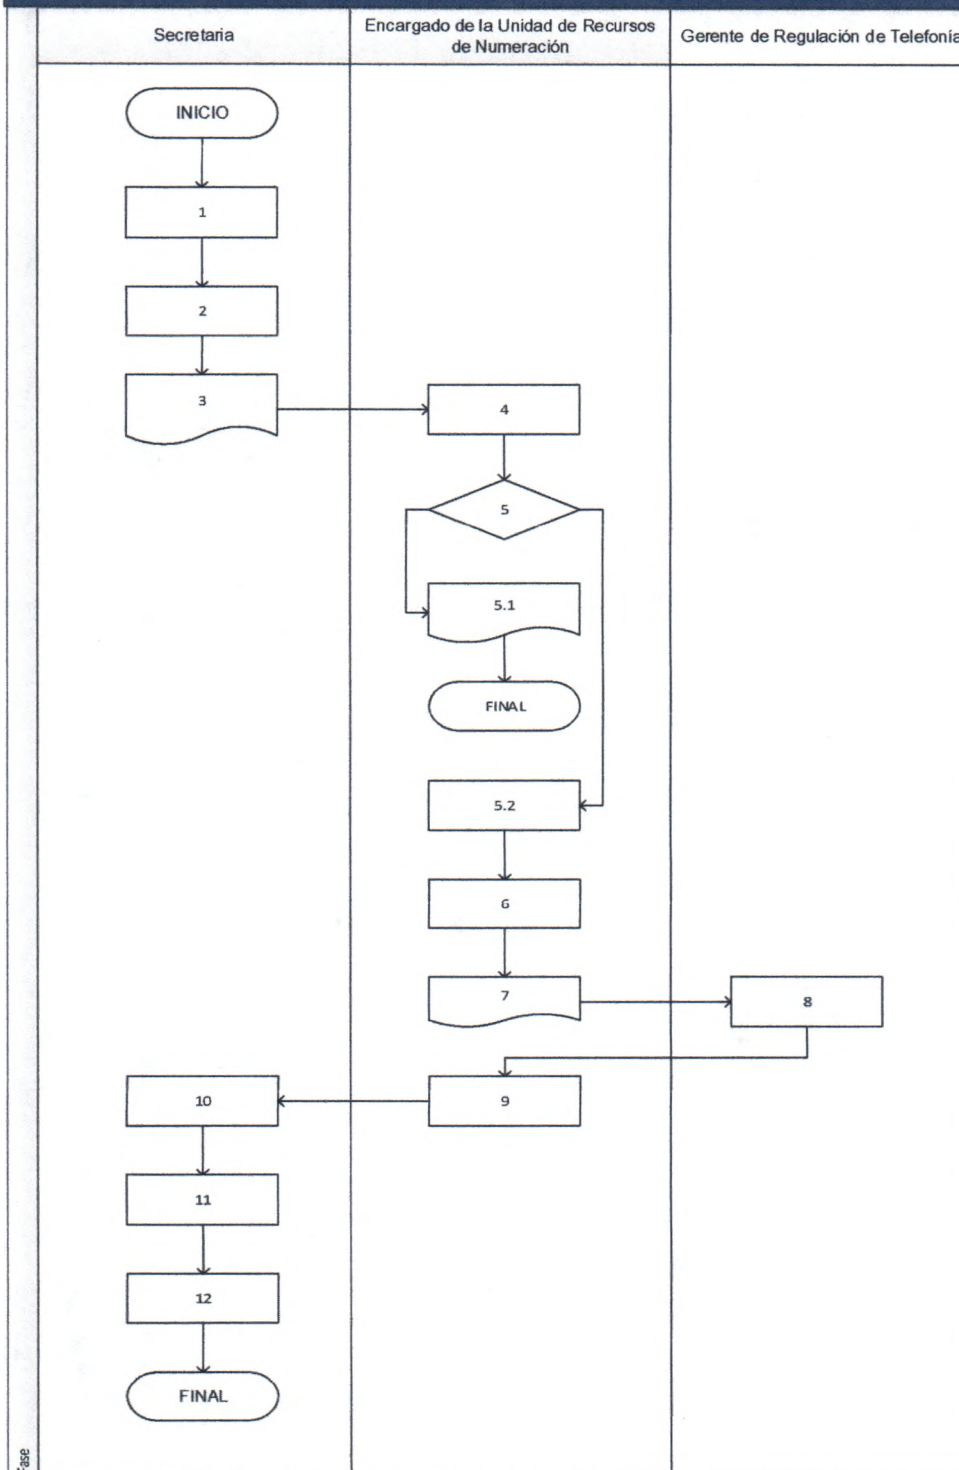 Secretaria
Encargado de la Unidad de Recursos
de Numeración
Gerente de Regulación de Telefonía
INICIO
1
2
3
4
5
5.1
FINAL
5.2
6
7
8
9
10
11
12
FINAL
Fase